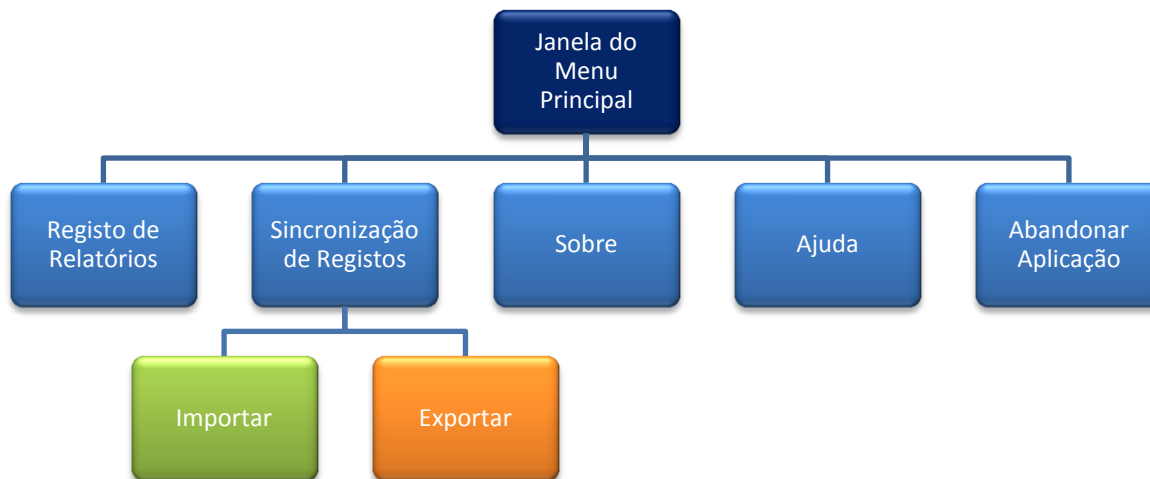 Janela do
Menu
Principal
Registo de
Relatórios
Sincronização
de Registos
Sobre
Ajuda
Abandonar
Aplicação
Importar
Exportar